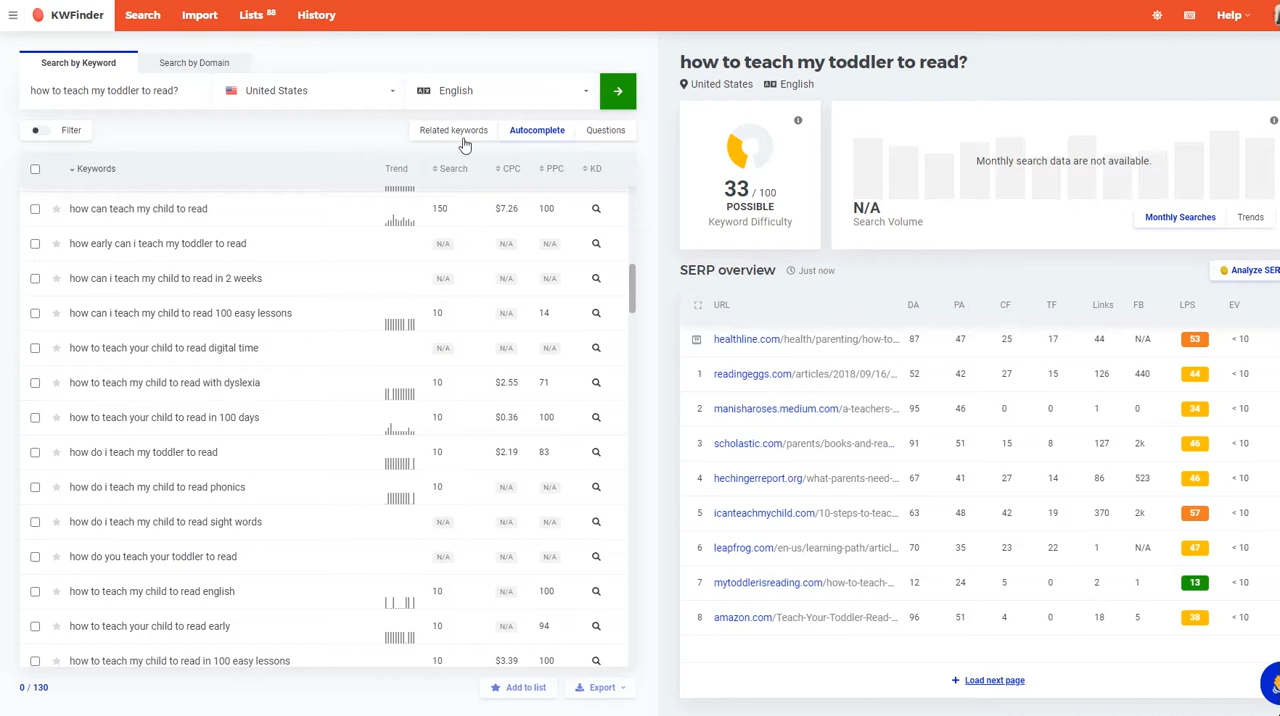 KWFinder Search Import Lists 88 History Help
Search by Keyword Search by Domain
how to teach my toddler to read? United States English
Filter Related keywords Autocomplete Questions
Keywords Trend Search CPC PPC KD
how can teach my child to read 150 $7.26 100
how early can i teach my toddler to read N/A N/A N/A
how can i teach my child to read in 2 weeks N/A N/A N/A
how can i teach my child to read 100 easy lessons 10 N/A 14
how to teach your child to read digital time N/A N/A N/A
how to teach my child to read with dyslexia 10 $2.55 71
how to teach your child to read in 100 days 10 $0.36 100
how do i teach my toddler to read 10 $2.19 83
how do i teach my child to read phonics 10 N/A N/A
how do i teach my child to read sight words N/A N/A N/A
how do you teach your toddler to read N/A N/A N/A
how to teach my child to read english 10 N/A 100
how to teach your child to read early 10 N/A 94
how to teach my child to read in 100 easy lessons 10 $3.39 100
0 / 130 Add to list Export
how to teach my toddler to read?
United States English
33 / 100
POSSIBLE
Keyword Difficulty
Monthly search data are not available.
N/A
Search Volume
Monthly Searches Trends
SERP overview Just now Analyze SER
URL DA PA CF TF Links FB LPS EV
healthline.com/health/parenting/how-to... 87 47 25 17 44 N/A 53 < 10
1 readingeggs.com/articles/2018/09/16/... 52 42 27 15 126 440 44 < 10
2 manisharoses.medium.com/a-teachers-... 95 46 0 0 1 0 34 < 10
3 scholastic.com/parents/books-and-rea... 91 51 15 8 127 2k 46 < 10
4 hechingerreport.org/what-parents-need-... 67 41 27 14 86 523 46 < 10
5 icanteachmychild.com/10-steps-to-teac... 63 48 42 19 370 2k 57 < 10
6 leapfrog.com/en-us/learning-path/articl... 70 35 23 22 1 N/A 47 < 10
7 mytoddlerisreading.com/how-to-teach-... 12 24 5 0 2 1 13 < 10
8 amazon.com/Teach-Your-Toddler-Read-... 96 51 4 0 18 5 38 < 10
+ Load next page